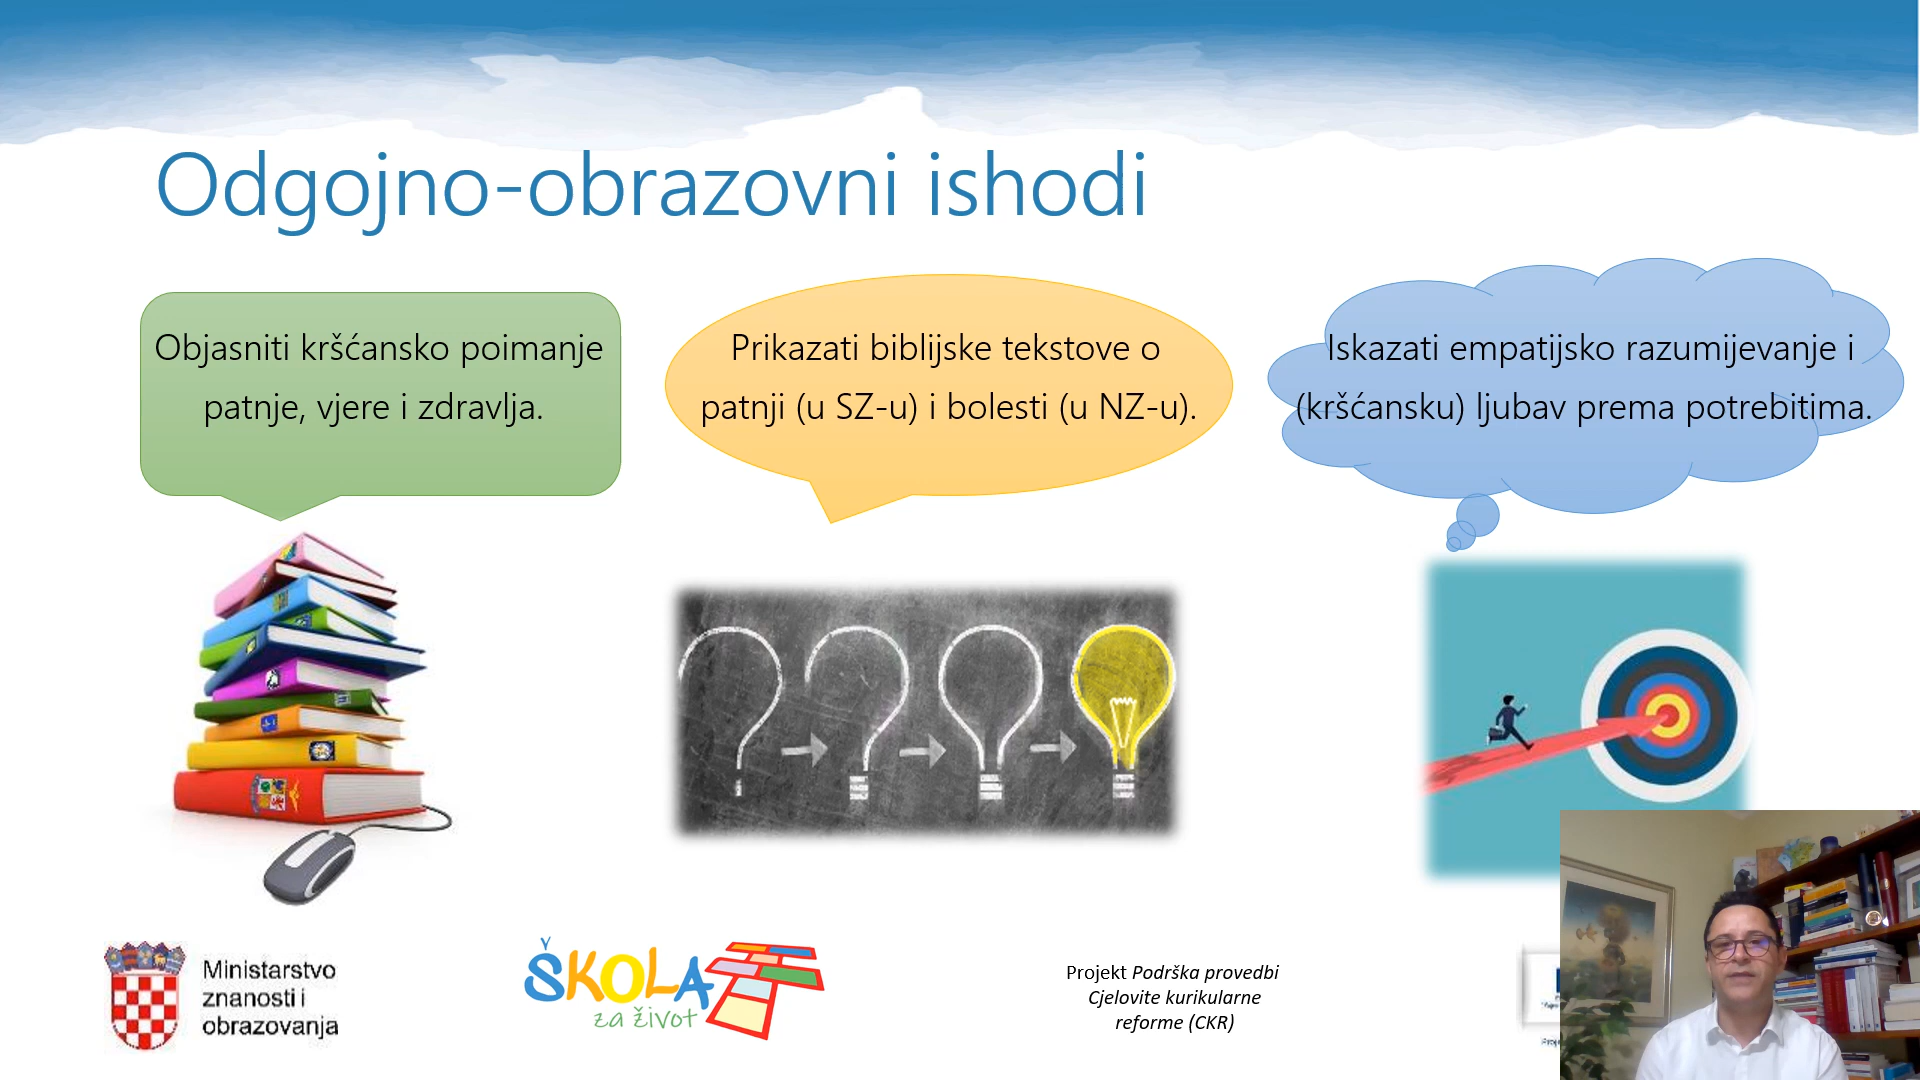 Odgojno-obrazovni ishodi
Objasniti kršćansko poimanje
patnje, vjere i zdravlja.
Prikazati biblijske tekstove o
patnji (u SZ-u) i bolesti (u NZ-u).
Iskazati empatijsko razumijevanje i
(kršćansku) ljubav prema potrebitima.
Ministarstvo
znanosti i
obrazovanja
ŠKOLA
za život
Projekt Podrška provedbi
Cjelovite kurikularne
reforme (CKR)